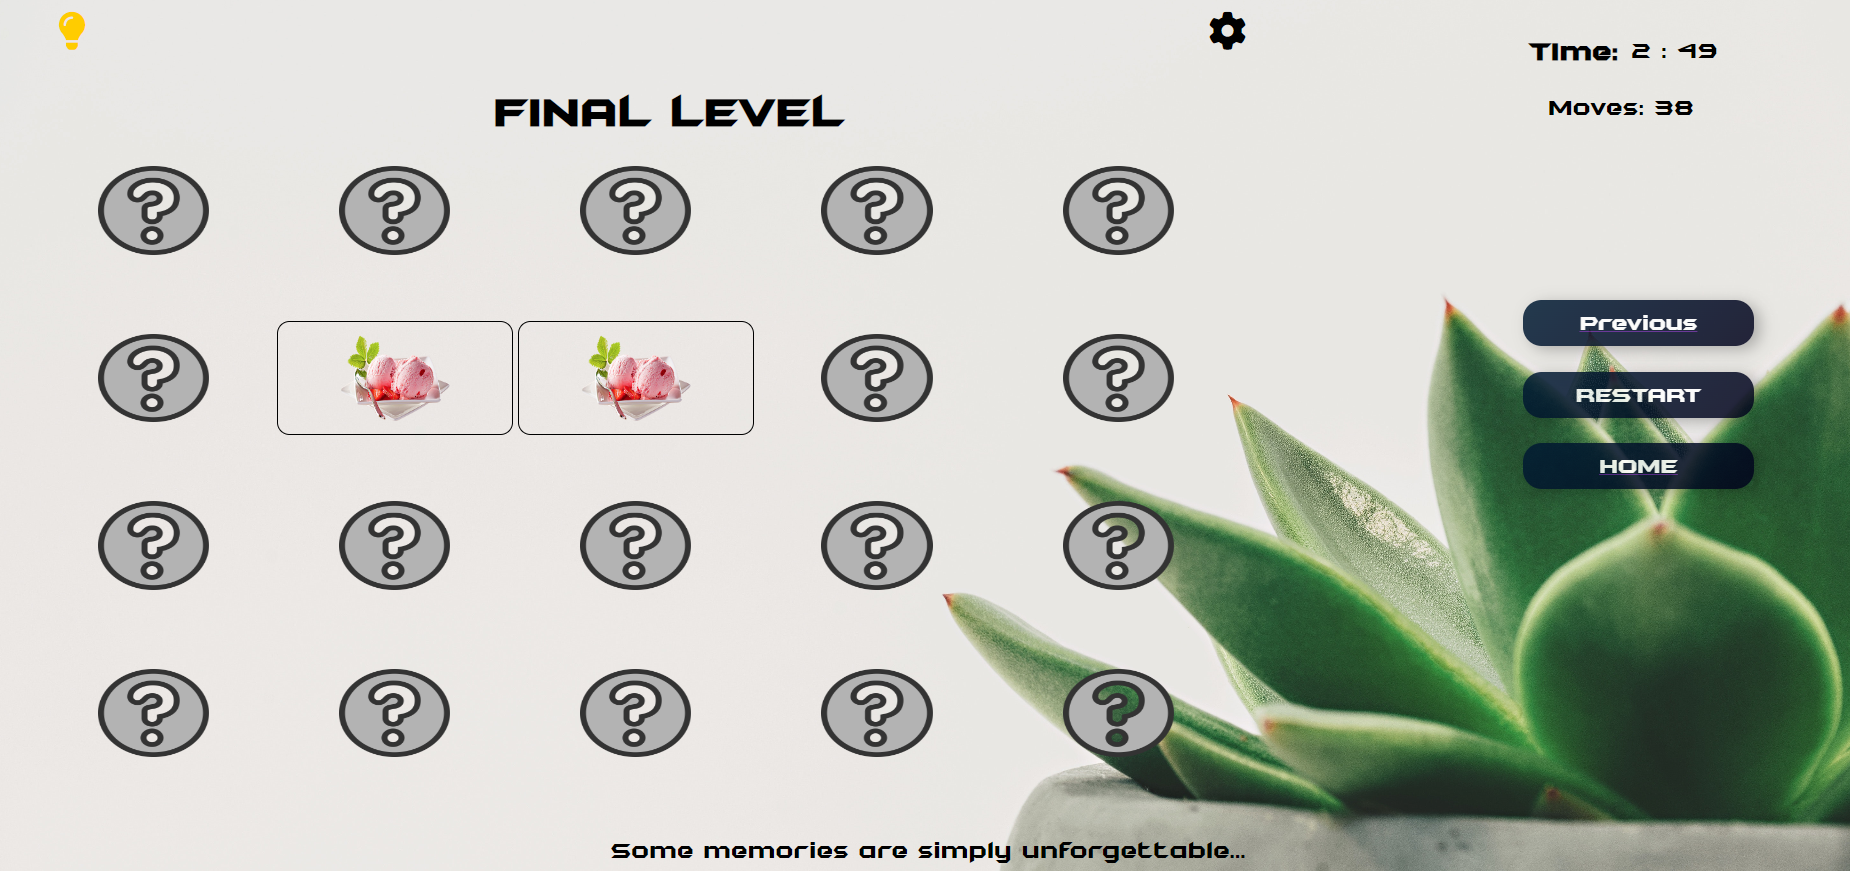 Time: 2 : 49
Moves: 38
FINAL LEVEL
? ? ? ? ?
? ? ?
Previous
RESTART
HOME
? ? ? ? ?
? ? ? ? ?
Some memories are simply unforgettable...